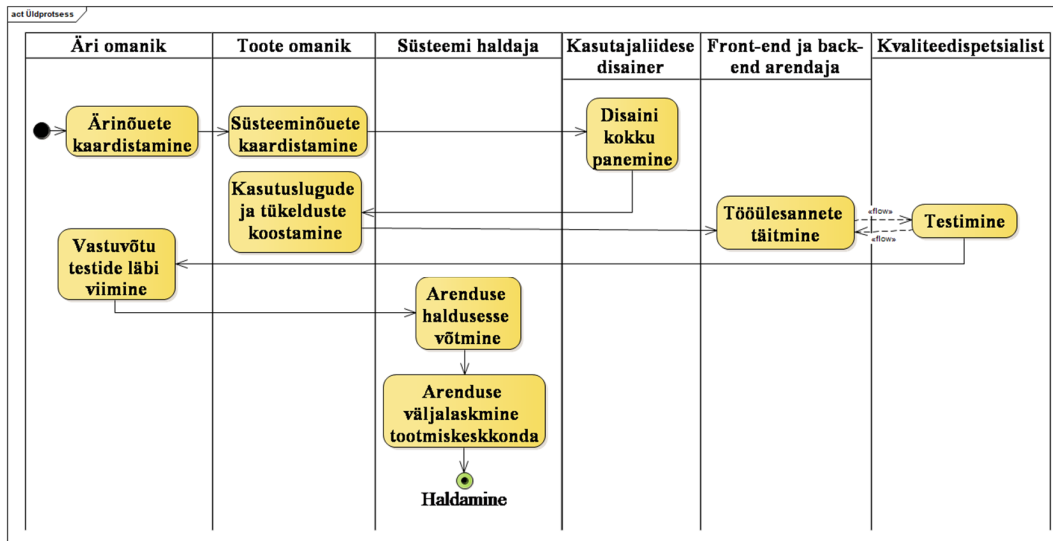 act Üldprotsess
Äri omanik
Toote omanik
Süsteemi haldaja
Kasutajaliidese
disainer
Front-end ja back-
end arendaja
Kvaliteedispetsialist
Ärinõuete
kaardistamine
Süsteeminõuete
kaardistamine
Disaini
kokku
panemine
Kasutuslugude
ja tükelduste
koostamine
Tööülesannete
täitmine
«flow»
«flow»
Testimine
Vastuvõtu
testide läbi
viimine
Arenduse
haldusesse
võtmine
Arenduse
väljalaskmine
tootmiskeskkonda
Haldamine